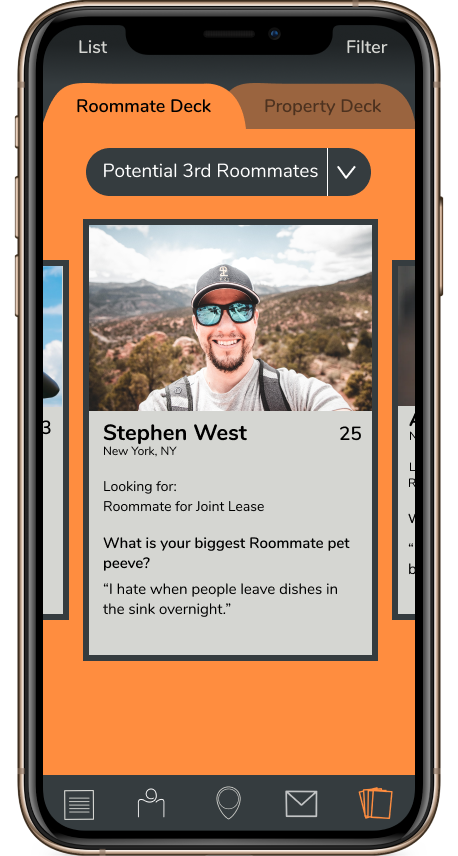 List
Filter
Roommate Deck
Property Deck
Potential 3rd Roommates
Stephen West
25
New York, NY
Looking for:
Roommate for Joint Lease
What is your biggest Roommate pet
peeve?
“I hate when people leave dishes in
the sink overnight.”
3